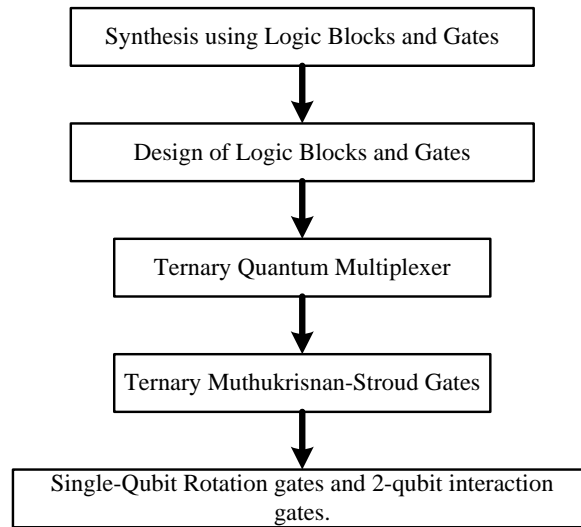 Synthesis using Logic Blocks and Gates
Design of Logic Blocks and Gates
Ternary Quantum Multiplexer
Ternary Muthukrisnan-Stroud Gates
Single-Qubit Rotation gates and 2-qubit interaction
gates.